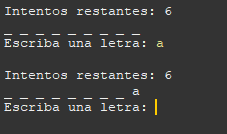 Intentos restantes: 6
_ _ _ _ _ _ _ _ _
Escriba una letra: a
Intentos restantes: 6
_ _ _ _ _ _ _ _ a
Escriba una letra: